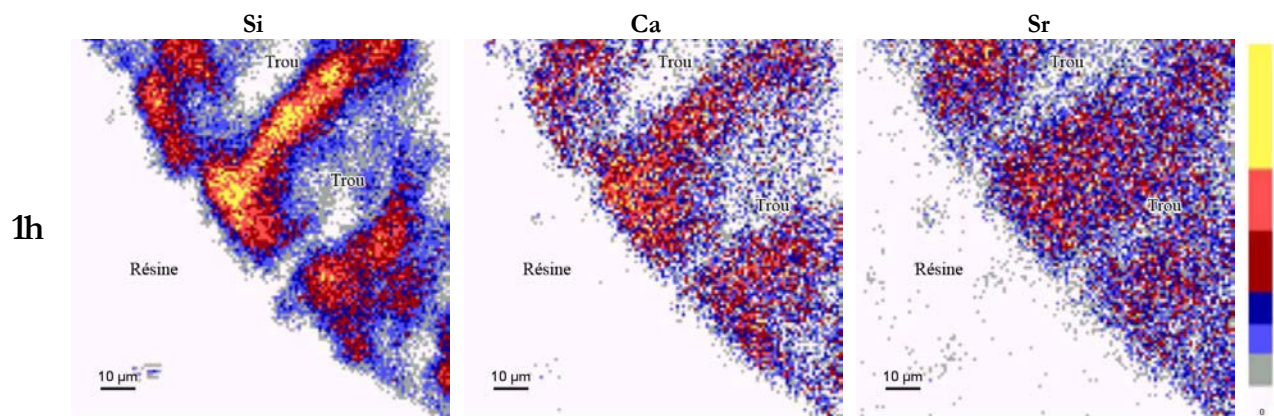 Si Ca Sr
Trou Trou Trou
Trou
Trou Trou
1h
Résine Résine Résine
10 µm 10 µm 10 µm
0